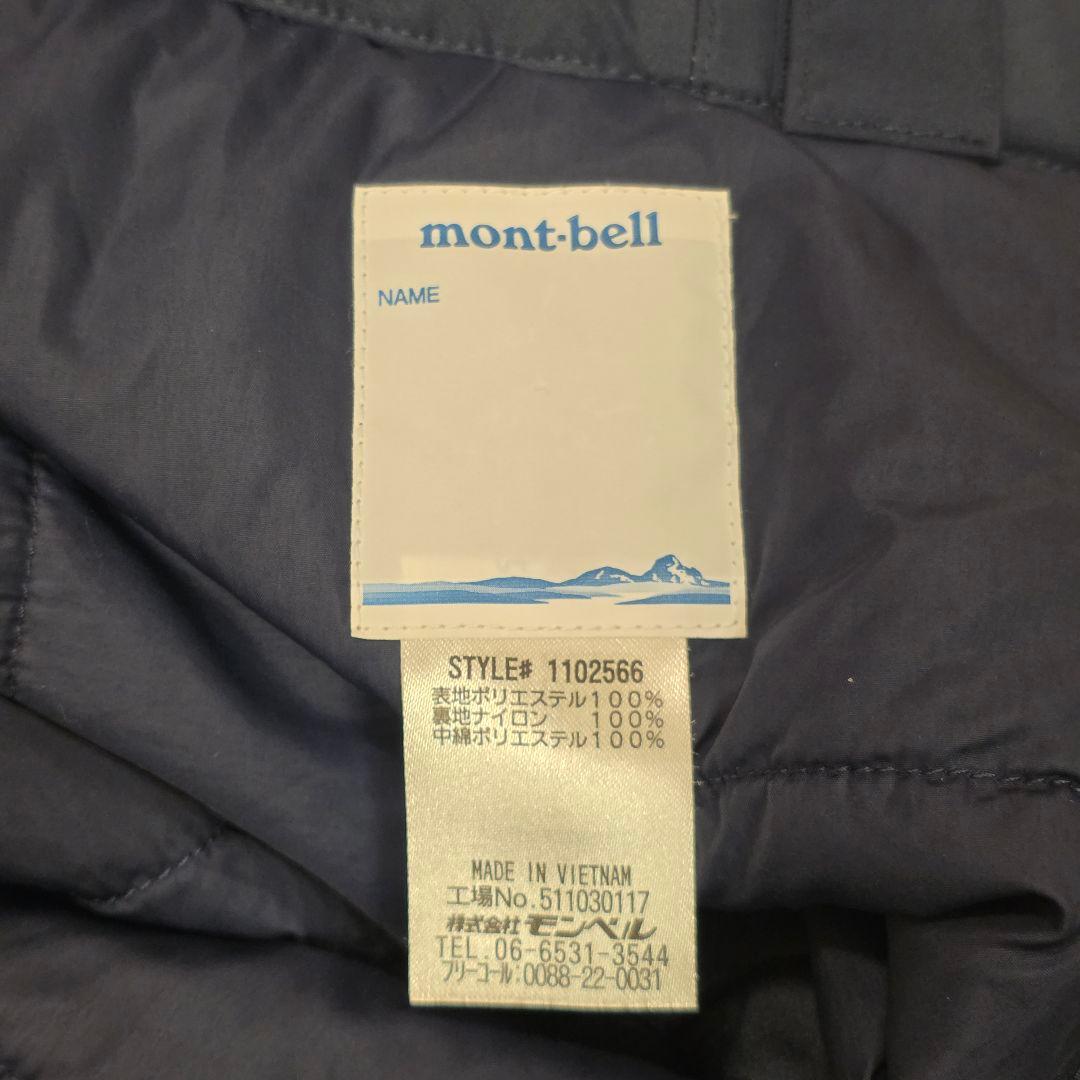 mont-bell
NAME
STYLE# 1102566
表地ポリエステル100%
裏地ナイロン 100%
中綿ポリエステル100%
MADE IN VIETNAM
工場No.511030117
株式会社モンベル
TEL.06-6531-3544
フリーコール:0088-22-0031